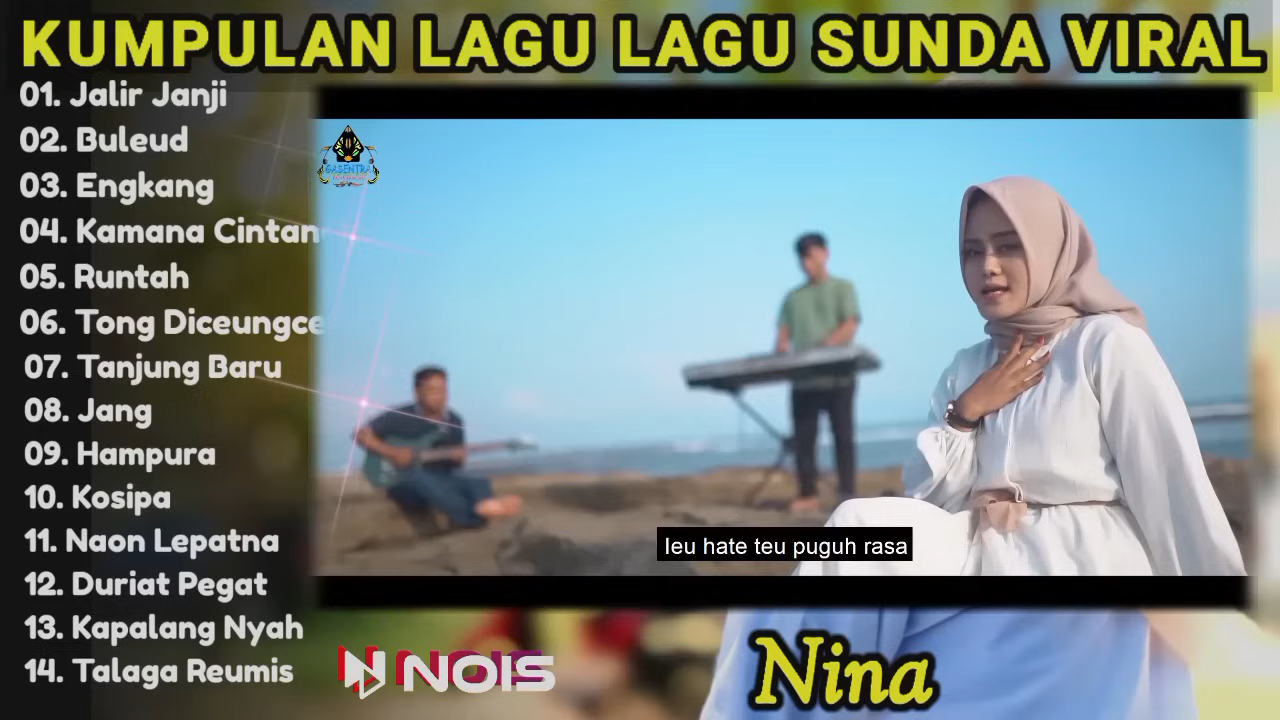 KUMPULAN LAGU LAGU SUNDA VIRAL
01. Jalir Janji
02. Buleud
03. Engkang
04. Kamana Cintan
05. Runtah
06. Tong Diceungce
07. Tanjung Baru
08. Jang
09. Hampura
10. Kosipa
11. Naon Lepatna
12. Duriat Pegat
13. Kapalang Nyah
14. Talaga Reumis
GASENTRA
Ieu hate teu puguh rasa
NOIS
Nina